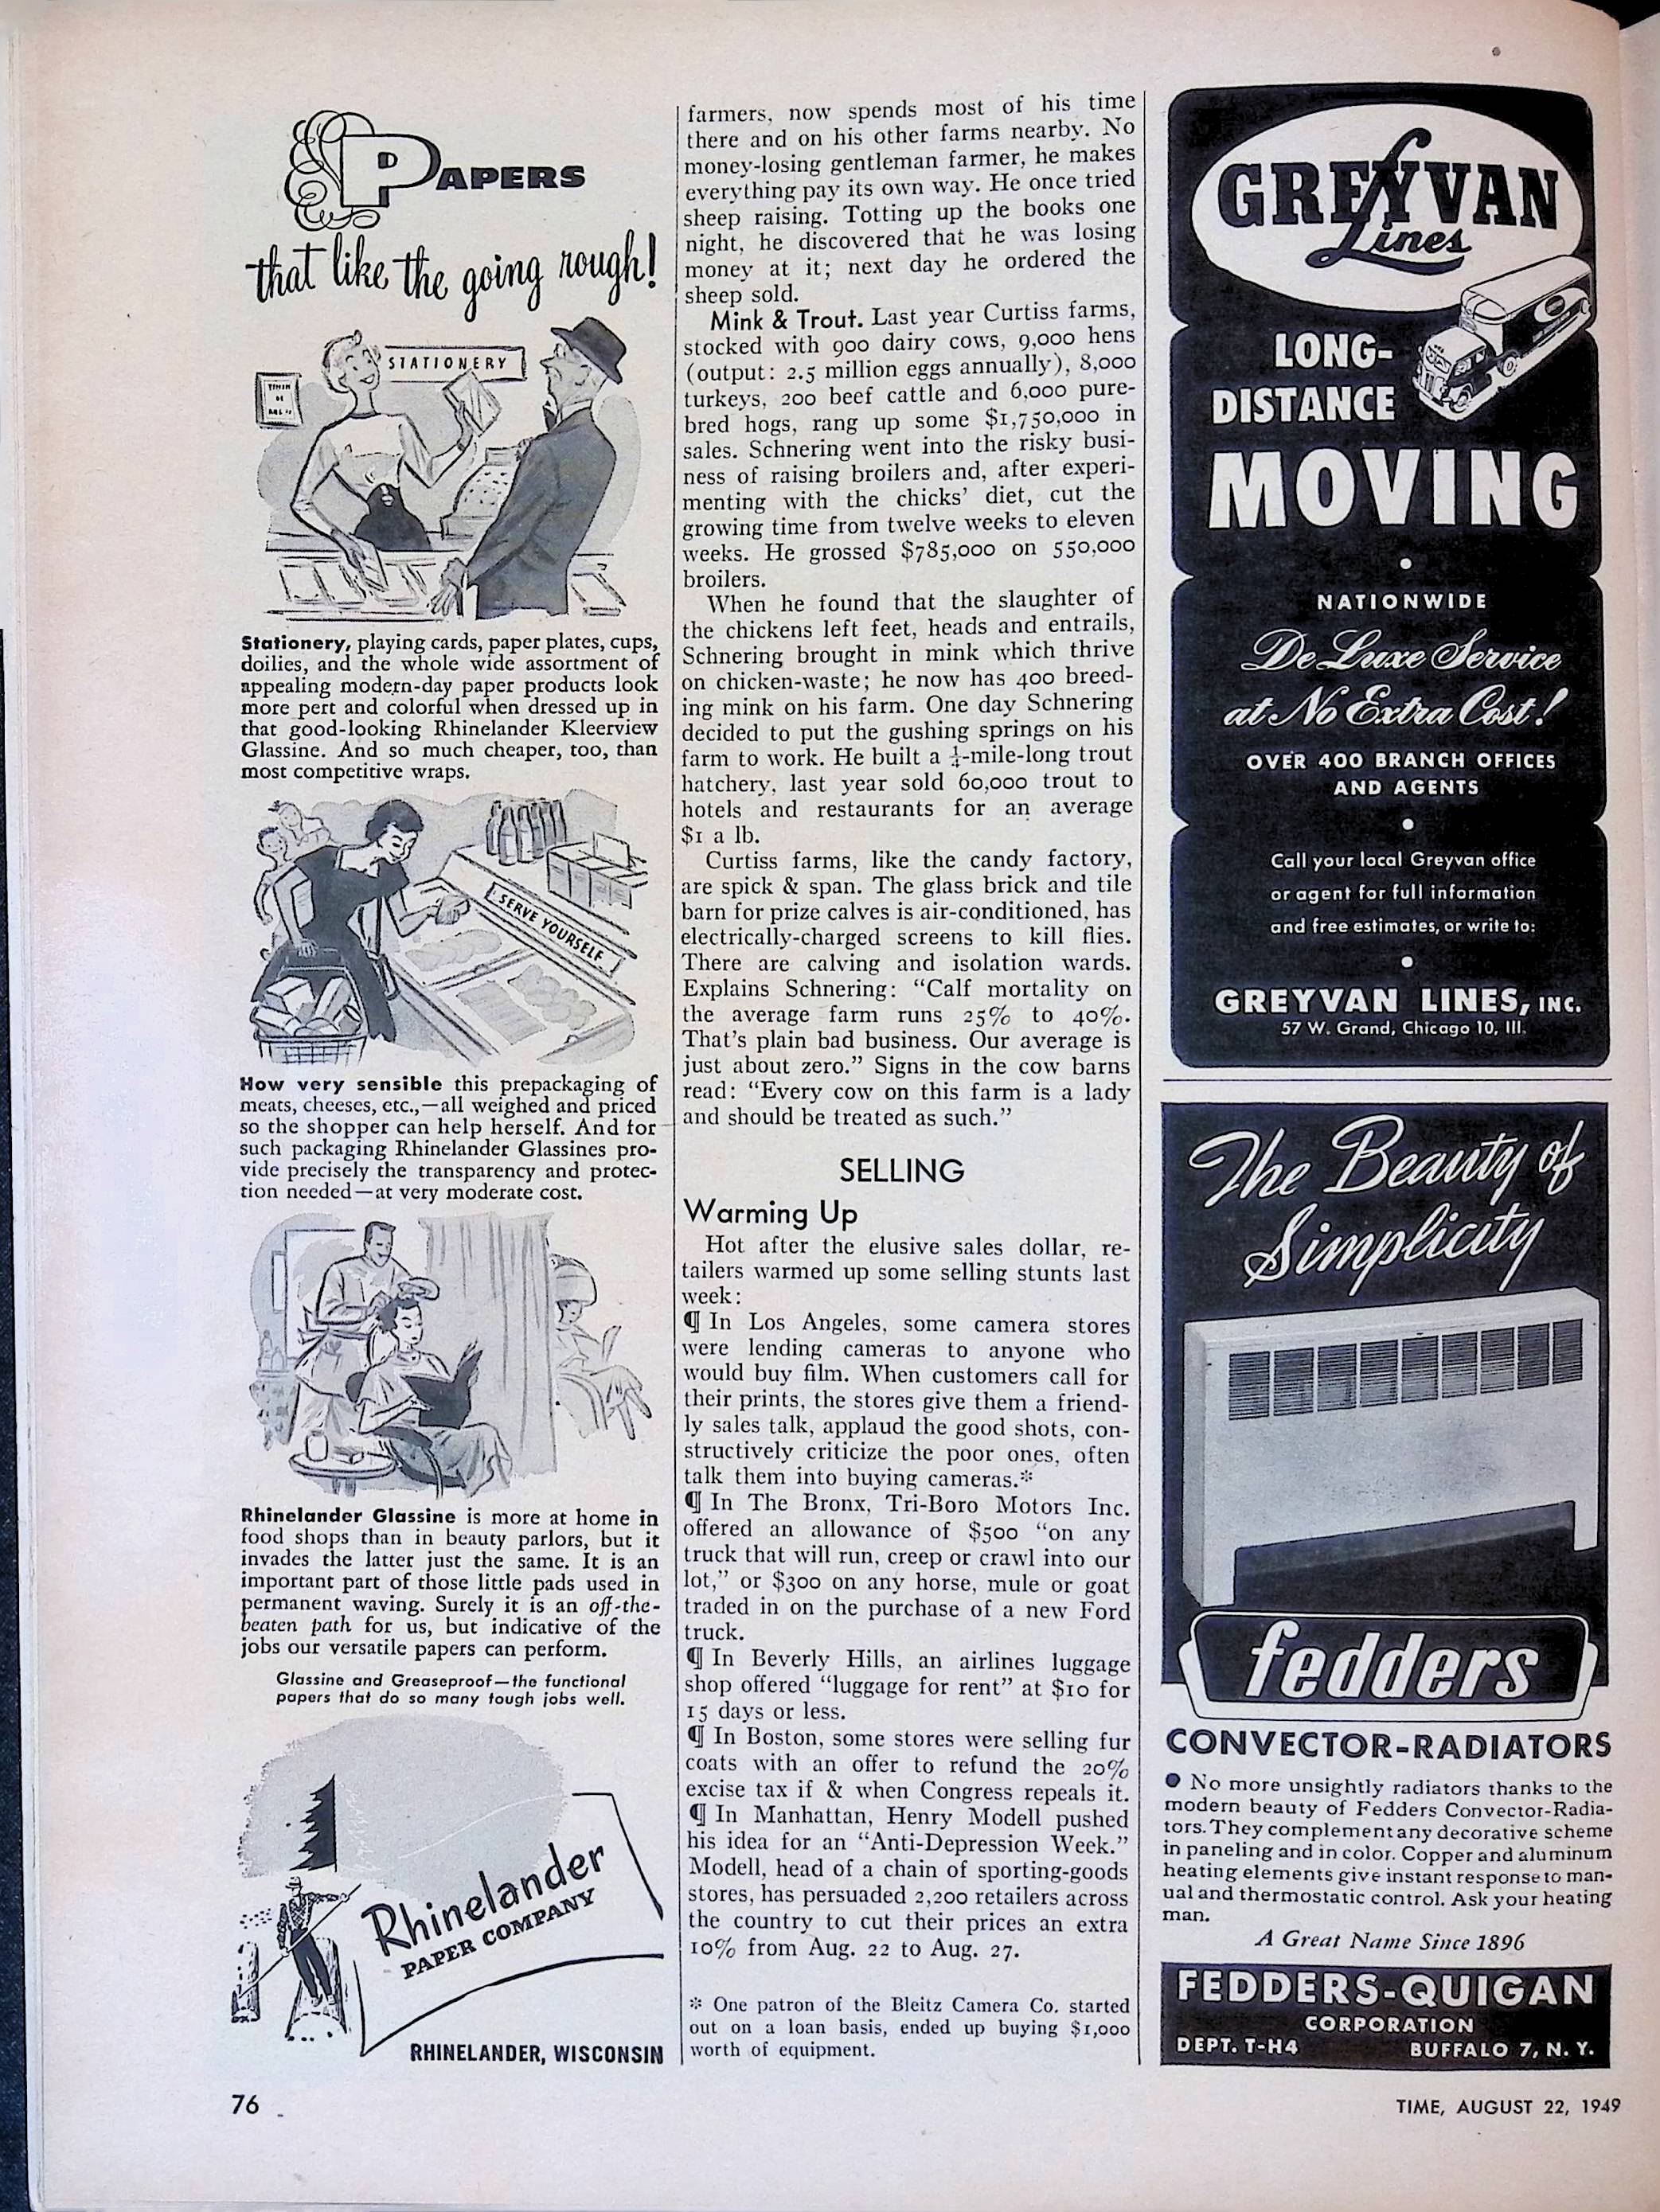 PAPERS
that like the going rough!
STATIONERY
Stationery, playing cards, paper plates, cups,
doilies, and the whole wide assortment of
appealing modern-day paper products look
more pert and colorful when dressed up in
that good-looking Rhinelander Kleerview
Glassine. And so much cheaper, too, than
most competitive wraps.
SERVE YOURSELF
How very sensible this prepackaging of
meats, cheeses, etc.,—all weighed and priced
so the shopper can help herself. And for
such packaging Rhinelander Glassines pro-
vide precisely the transparency and protec-
tion needed—at very moderate cost.
Rhinelander Glassine is more at home in
food shops than in beauty parlors, but it
invades the latter just the same. It is an
important part of those little pads used in
permanent waving. Surely it is an off-the-
beaten path for us, but indicative of the
jobs our versatile papers can perform.
Glassine and Greaseproof—the functional
papers that do so many tough jobs well.
Rhinelander
PAPER COMPANY
RHINELANDER, WISCONSIN
farmers, now spends most of his time
there and on his other farms nearby. No
money-losing gentleman farmer, he makes
everything pay its own way. He once tried
sheep raising. Totting up the books one
night, he discovered that he was losing
money at it; next day he ordered the
sheep sold.
Mink & Trout. Last year Curtiss farms,
stocked with 900 dairy cows, 9,000 hens
(output: 2.5 million eggs annually), 8,000
turkeys, 200 beef cattle and 6,000 pure-
bred hogs, rang up some $1,750,000 in
sales. Schnering went into the risky busi-
ness of raising broilers and, after experi-
menting with the chicks' diet, cut the
growing time from twelve weeks to eleven
weeks. He grossed $785,000 on 550,000
broilers.
When he found that the slaughter of
the chickens left feet, heads and entrails,
Schnering brought in mink which thrive
on chicken-waste; he now has 400 breed-
ing mink on his farm. One day Schnering
decided to put the gushing springs on his
farm to work. He built a ¼-mile-long trout
hatchery, last year sold 60,000 trout to
hotels and restaurants for an average
$1 a lb.
Curtiss farms, like the candy factory,
are spick & span. The glass brick and tile
barn for prize calves is air-conditioned, has
electrically-charged screens to kill flies.
There are calving and isolation wards.
Explains Schnering: "Calf mortality on
the average farm runs 25% to 40%.
That's plain bad business. Our average is
just about zero." Signs in the cow barns
read: "Every cow on this farm is a lady
and should be treated as such."
SELLING
Warming Up
Hot after the elusive sales dollar, re-
tailers warmed up some selling stunts last
week:
¶ In Los Angeles, some camera stores
were lending cameras to anyone who
would buy film. When customers call for
their prints, the stores give them a friend-
ly sales talk, applaud the good shots, con-
structively criticize the poor ones, often
talk them into buying cameras.*
¶ In The Bronx, Tri-Boro Motors Inc.
offered an allowance of $500 "on any
truck that will run, creep or crawl into our
lot," or $300 on any horse, mule or goat
traded in on the purchase of a new Ford
truck.
¶ In Beverly Hills, an airlines luggage
shop offered "luggage for rent" at $10 for
15 days or less.
¶ In Boston, some stores were selling fur
coats with an offer to refund the 20%
excise tax if & when Congress repeals it.
¶ In Manhattan, Henry Modell pushed
his idea for an "Anti-Depression Week."
Modell, head of a chain of sporting-goods
stores, has persuaded 2,200 retailers across
the country to cut their prices an extra
10% from Aug. 22 to Aug. 27.
* One patron of the Bleitz Camera Co. started
out on a loan basis, ended up buying $1,000
worth of equipment.
GREYVAN
Lines
LONG-
DISTANCE
MOVING
NATIONWIDE
De Luxe Service
at No Extra Cost!
OVER 400 BRANCH OFFICES
AND AGENTS
Call your local Greyvan office
or agent for full information
and free estimates, or write to:
GREYVAN LINES, INC.
57 W. Grand, Chicago 10, Ill.
The Beauty of
Simplicity
fedders
CONVECTOR-RADIATORS
● No more unsightly radiators thanks to the
modern beauty of Fedders Convector-Radia-
tors. They complement any decorative scheme
in paneling and in color. Copper and aluminum
heating elements give instant response to man-
ual and thermostatic control. Ask your heating
man.
A Great Name Since 1896
FEDDERS-QUIGAN
CORPORATION
DEPT. T-H4 BUFFALO 7, N. Y.
76
TIME, AUGUST 22, 1949